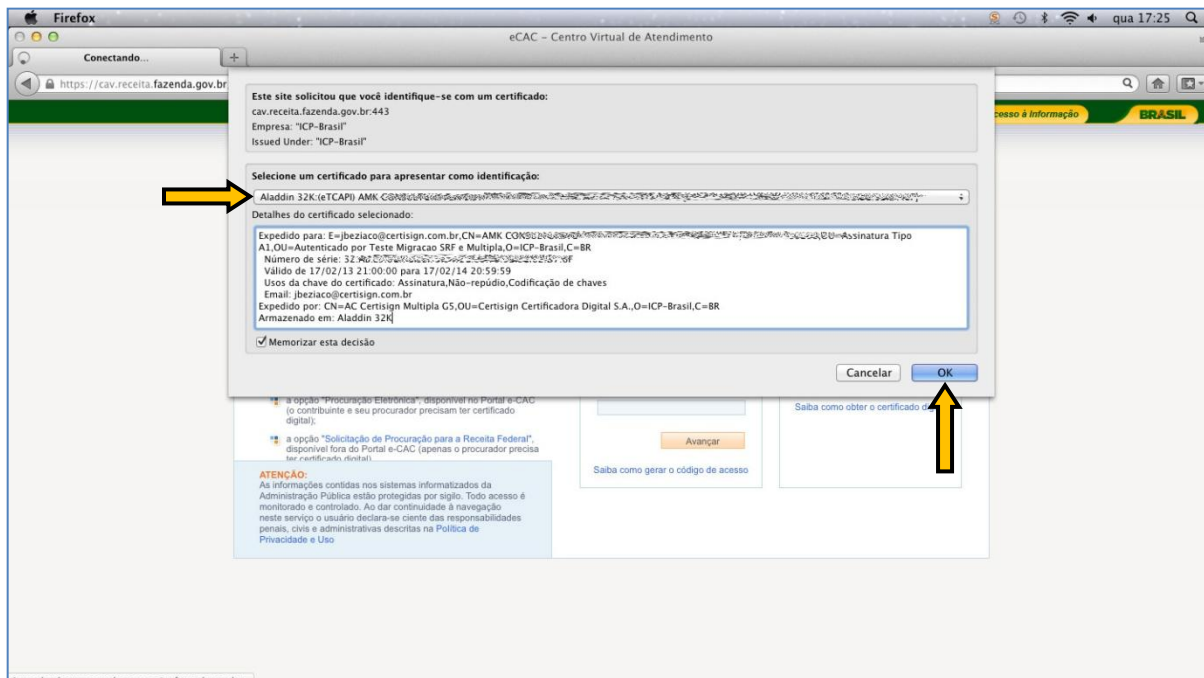 Firefox
qua 17:25
eCAC – Centro Virtual de Atendimento
Conectando...
https://cav.receita.fazenda.gov.br
Este site solicitou que você identifique-se com um certificado:
cav.receita.fazenda.gov.br:443
Empresa: "ICP-Brasil"
Issued Under: "ICP-Brasil"
cesso à Informação
BRASIL
Selecione um certificado para apresentar como identificação:
Aladdin 32K:(eTCAPI) AMK
Detalhes do certificado selecionado:
Expedido para: E=jbeziaco@certisign.com.br,CN=AMK OU=Assinatura Tipo
A1,OU=Autenticado por Teste Migracao SRF e Multipla,O=ICP-Brasil,C=BR
Número de série: 32:
Válido de 17/02/13 21:00:00 para 17/02/14 20:59:59
Usos da chave do certificado: Assinatura,Não-repúdio,Codificação de chaves
Email: jbeziaco@certisign.com.br
Expedido por: CN=AC Certisign Multipla G5,OU=Certisign Certificadora Digital S.A.,O=ICP-Brasil,C=BR
Armazenado em: Aladdin 32K
Memorizar esta decisão
Cancelar
OK
a opção "Procuração Eletrônica", disponível no Portal e-CAC
(o contribuinte e seu procurador precisam ter certificado
digital);
a opção "Solicitação de Procuração para a Receita Federal",
disponível fora do Portal e-CAC (apenas o procurador precisa
ter certificado digital)
ATENÇÃO:
As informações contidas nos sistemas informatizados da
Administração Pública estão protegidas por sigilo. Todo acesso é
monitorado e controlado. Ao dar continuidade à navegação
neste serviço o usuário declara-se ciente das responsabilidades
penais, civis e administrativas descritas na Política de
Privacidade e Uso
Avançar
Saiba como gerar o código de acesso
Saiba como obter o certificado